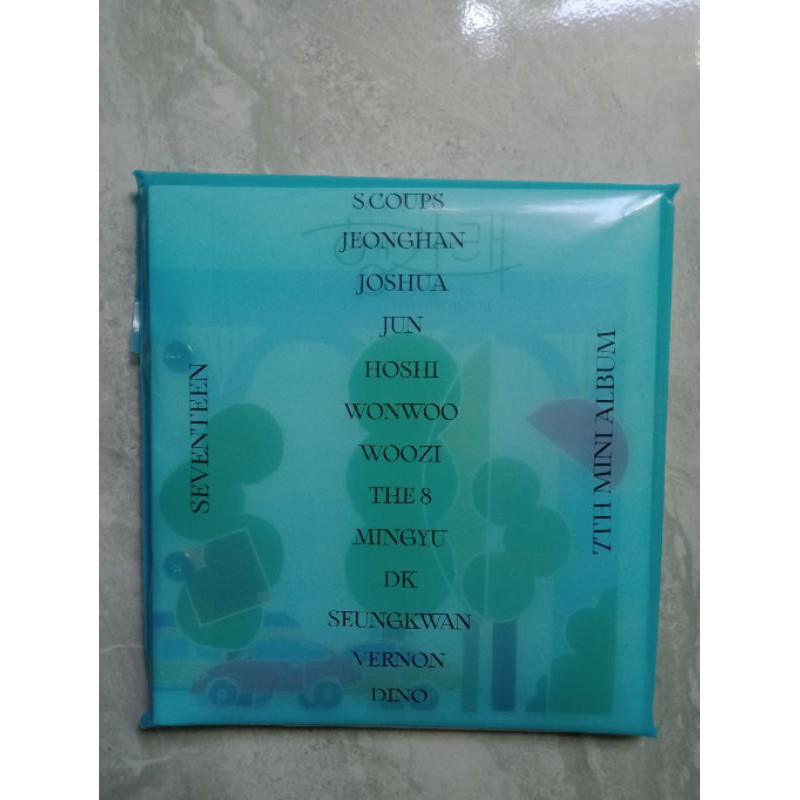 S.COUPS
JEONGHAN
JOSHUA
JUN
HOSHI
WONWOO
WOOZI
THE 8
MINGYU
DK
SEUNGKWAN
VERNON
DINO
SEVENTEEN
7TH MINI ALBUM